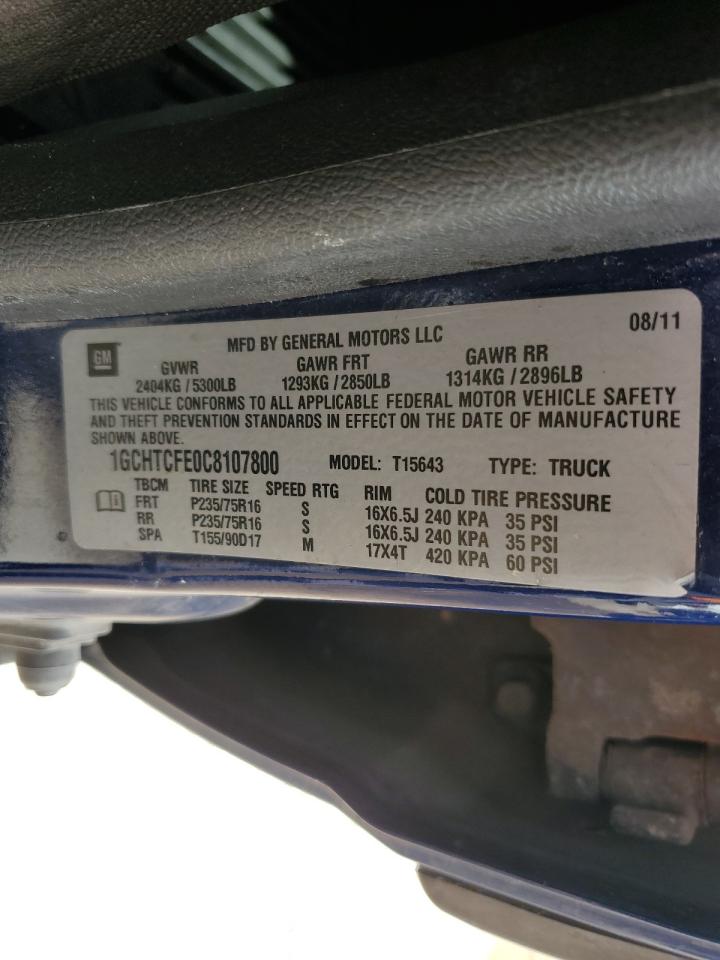 08/11
GM MFD BY GENERAL MOTORS LLC
GVWR GAWR FRT GAWR RR
2404KG / 5300LB 1293KG / 2850LB 1314KG / 2896LB
THIS VEHICLE CONFORMS TO ALL APPLICABLE FEDERAL MOTOR VEHICLE SAFETY
AND THEFT PREVENTION STANDARDS IN EFFECT ON THE DATE OF MANUFACTURE
SHOWN ABOVE.
1GCHTCFE0C8107800 MODEL: T15643 TYPE: TRUCK
TBCM TIRE SIZE SPEED RTG RIM COLD TIRE PRESSURE
FRT P235/75R16 S 16X6.5J 240 KPA 35 PSI
RR P235/75R16 S 16X6.5J 240 KPA 35 PSI
SPA T155/90D17 M 17X4T 420 KPA 60 PSI